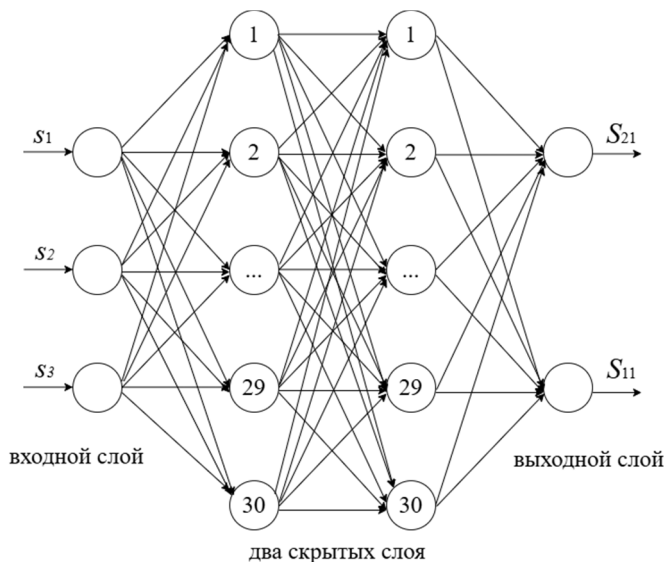 1 1
s1 2 2 S21
s2 ... ...
s3 29 29 S11
входной слой выходной слой
30 30
два скрытых слоя